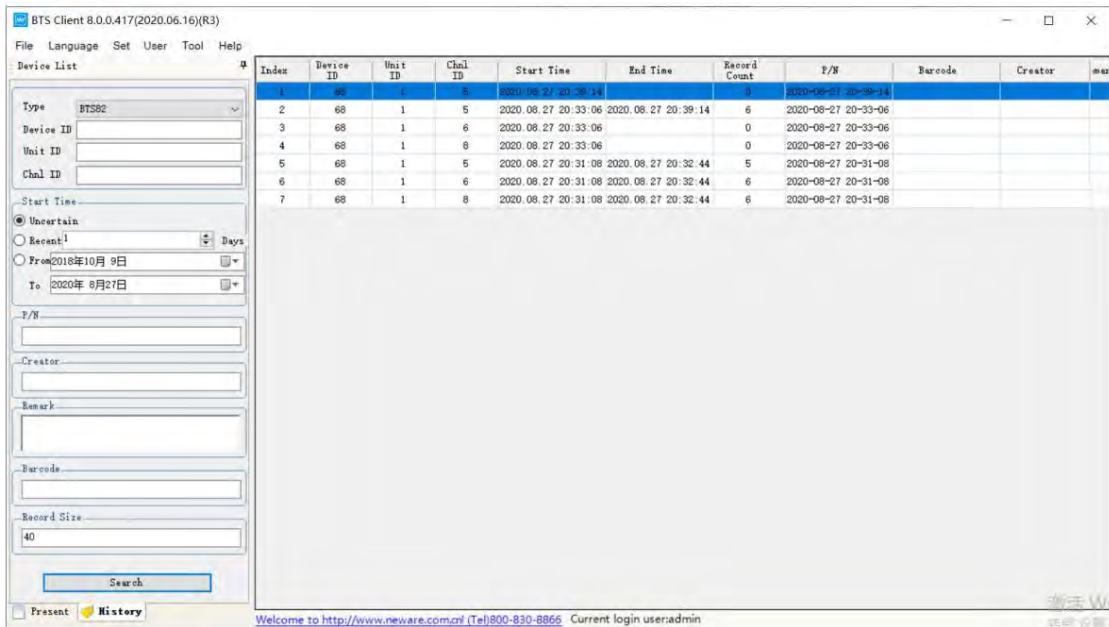 BTS Client 8.0.0.417(2020.06.16)(R3)
File Language Set User Tool Help
Device List
Type BTS82
Device ID
Unit ID
Chnl ID
Start Time
Uncertain
Recent 1 Days
From 2018年10月 9日
To 2020年 8月27日
P/N
Creator
Remark
Barcode
Record Size
40
Search
Present History
Index Device ID Unit ID Chnl ID Start Time End Time Record Count P/N Barcode Creator
1 68 1 5 2020.08.27 20:39:14 0 2020-08-27 20-39-14
2 68 1 5 2020.08.27 20:33:06 2020.08.27 20:39:14 6 2020-08-27 20-33-06
3 68 1 6 2020.08.27 20:33:06 0 2020-08-27 20-33-06
4 68 1 8 2020.08.27 20:33:06 0 2020-08-27 20-33-06
5 68 1 5 2020.08.27 20:31:08 2020.08.27 20:32:44 5 2020-08-27 20-31-08
6 68 1 6 2020.08.27 20:31:08 2020.08.27 20:32:44 6 2020-08-27 20-31-08
7 68 1 8 2020.08.27 20:31:08 2020.08.27 20:32:44 6 2020-08-27 20-31-08
Welcome to http://www.neware.com.cn! (Tel)800-830-8866 Current login user:admin